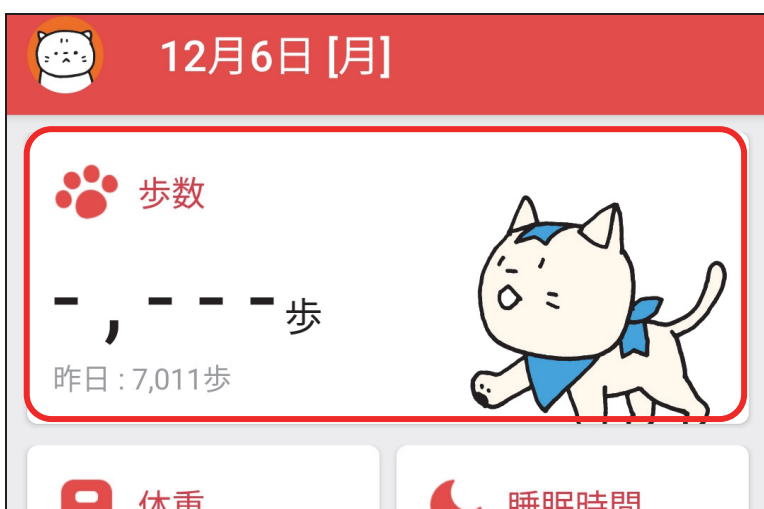 12月6日 [月]
歩数
-,---歩
昨日 : 7,011歩
体重
睡眠時間